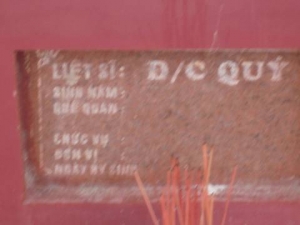 LIỆT SĨ: Đ/C QUÝ
SINH NĂM:
QUÊ QUÁN:
CHỨC VỤ :
ĐƠN VỊ :
NGÀY HY SINH